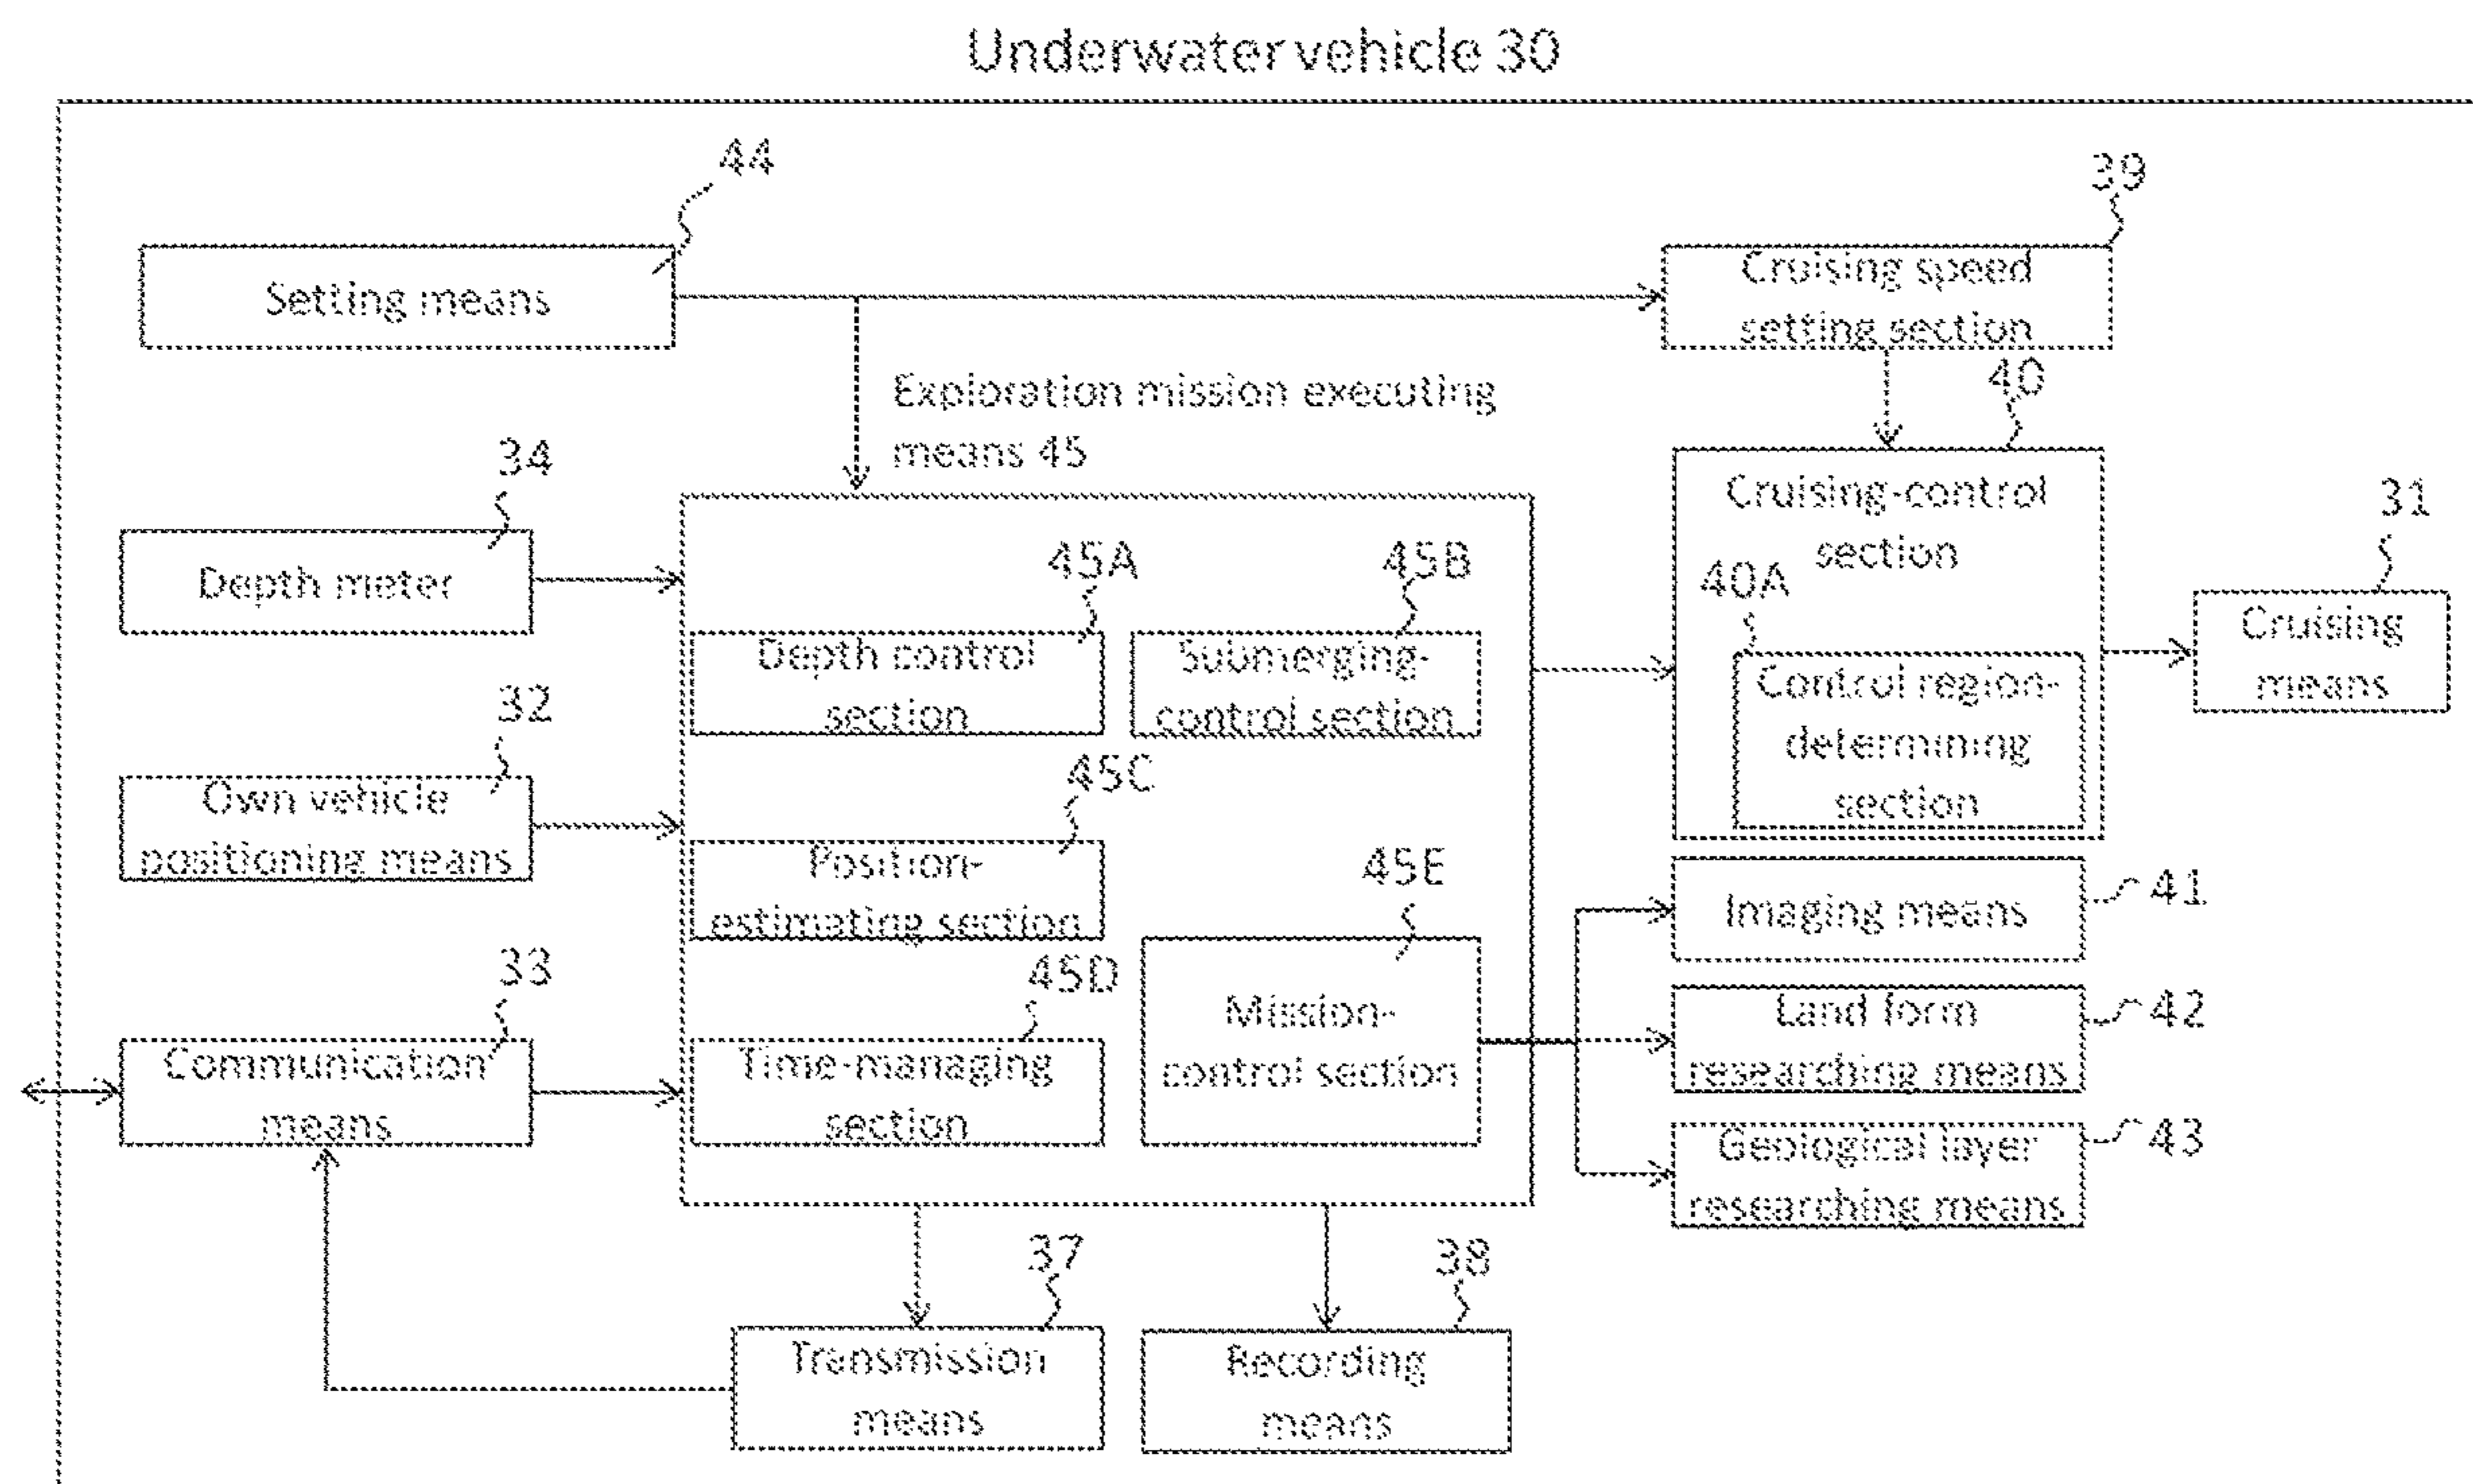 Underwater vehicle 30
44
39
Setting means
Cruising speed
setting section
40
Exploration mission executing
means 45
34
Depth meter
45A
45B
Cruising-control
section
31
40A
Depth control
section
Submerging-
control section
Control region-
determining
section
Cruising
means
32
Own vehicle
positioning means
45C
Position-
estimating section
45E
Imaging means
41
33
Communication
means
45D
Time-managing
section
Mission-
control section
Land form
researching means
42
Geological layer
researching means
43
37
38
Transmission
means
Recording
means